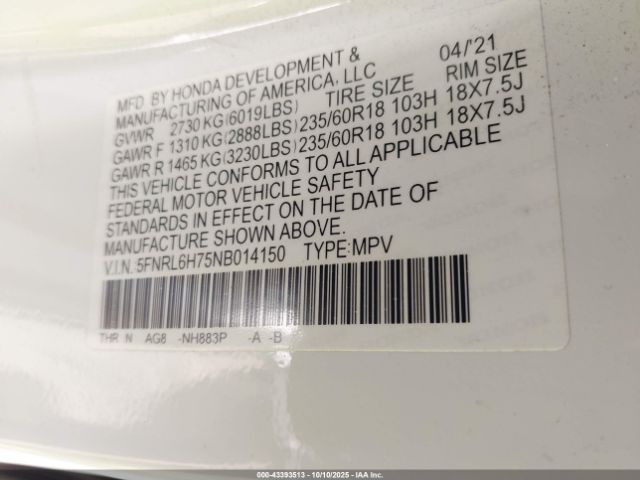 MFD. BY HONDA DEVELOPMENT & 04/'21
MANUFACTURING OF AMERICA, LLC
GVWR 2730 KG(6019LBS) TIRE SIZE RIM SIZE
GAWR F 1310 KG(2888LBS) 235/60R18 103H 18X7.5J
GAWR R 1465 KG(3230LBS) 235/60R18 103H 18X7.5J
THIS VEHICLE CONFORMS TO ALL APPLICABLE
FEDERAL MOTOR VEHICLE SAFETY
STANDARDS IN EFFECT ON THE DATE OF
MANUFACTURE SHOWN ABOVE.
V.I.N. 5FNRL6H75NB014150 TYPE:MPV
THR N AG8 -NH883P -A -B
000-43393513 - 10/10/2025 - IAA Inc.